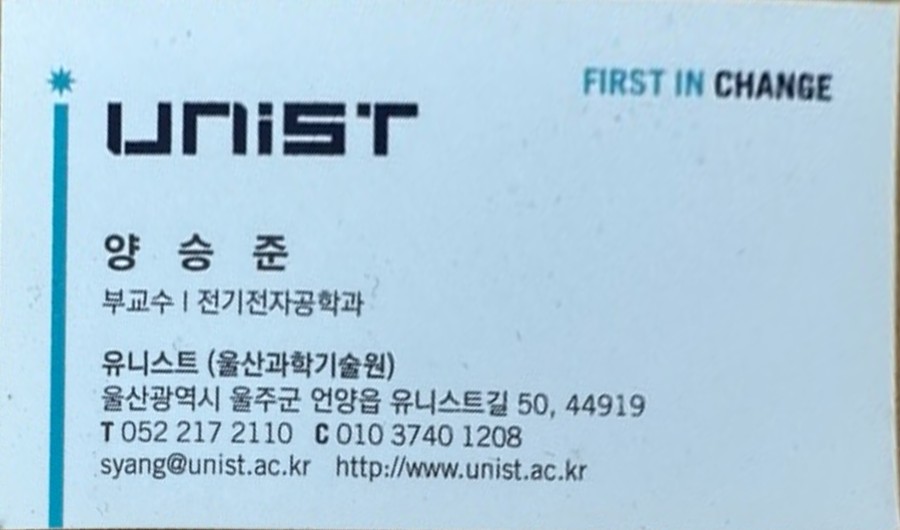 FIRST IN CHANGE
UNIST
양 승 준
부교수 | 전기전자공학과
유니스트 (울산과학기술원)
울산광역시 울주군 언양읍 유니스트길 50, 44919
T 052 217 2110 C 010 3740 1208
syang@unist.ac.kr http://www.unist.ac.kr